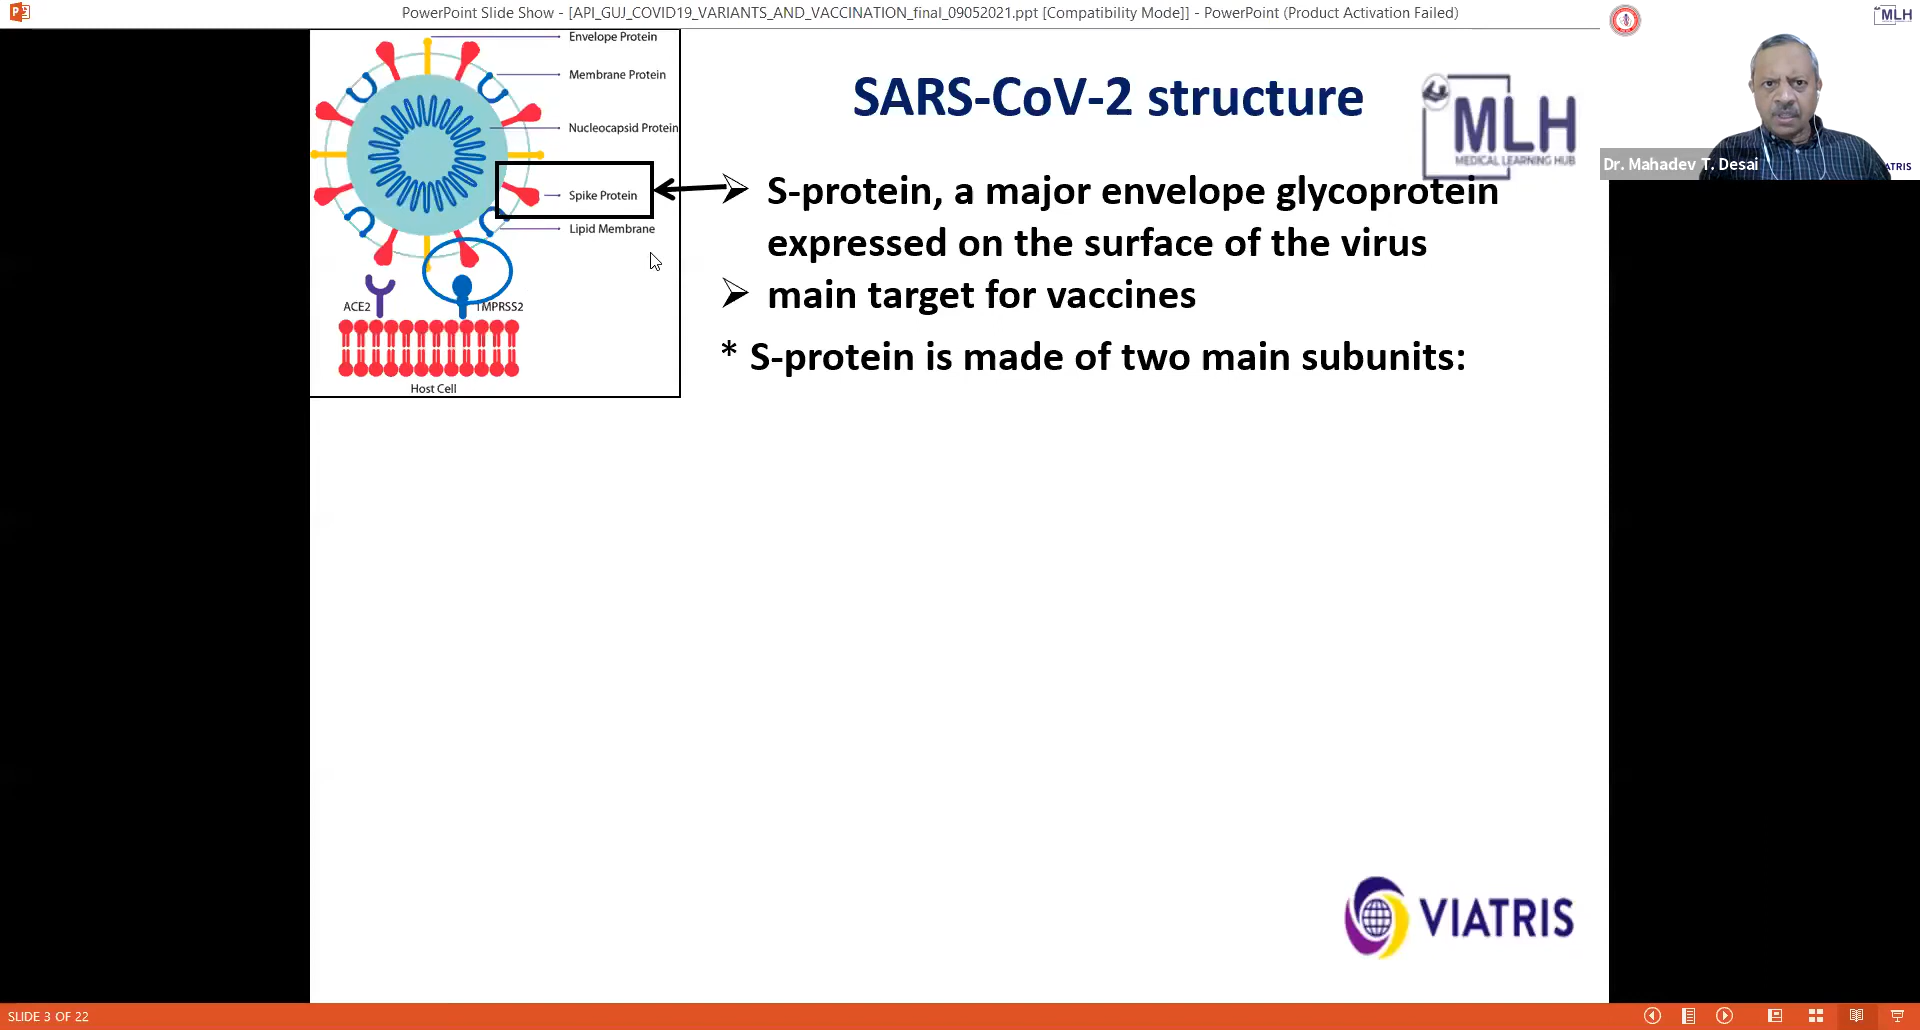 PowerPoint Slide Show - [API_GUJ_COVID19_VARIANTS_AND_VACCINATION_final_09052021.ppt [Compatibility Mode]] - PowerPoint (Product Activation Failed)
MLH
Envelope Protein
Membrane Protein
Nucleocapsid Protein
Spike Protein
Lipid Membrane
ACE2
TMPRSS2
Host Cell
SARS-CoV-2 structure
MLH
MEDICAL LEARNING HUB
Dr. Mahadev T. Desai
ATRIS
➢ S-protein, a major envelope glycoprotein
expressed on the surface of the virus
➢ main target for vaccines
* S-protein is made of two main subunits:
VIATRIS
SLIDE 3 OF 22